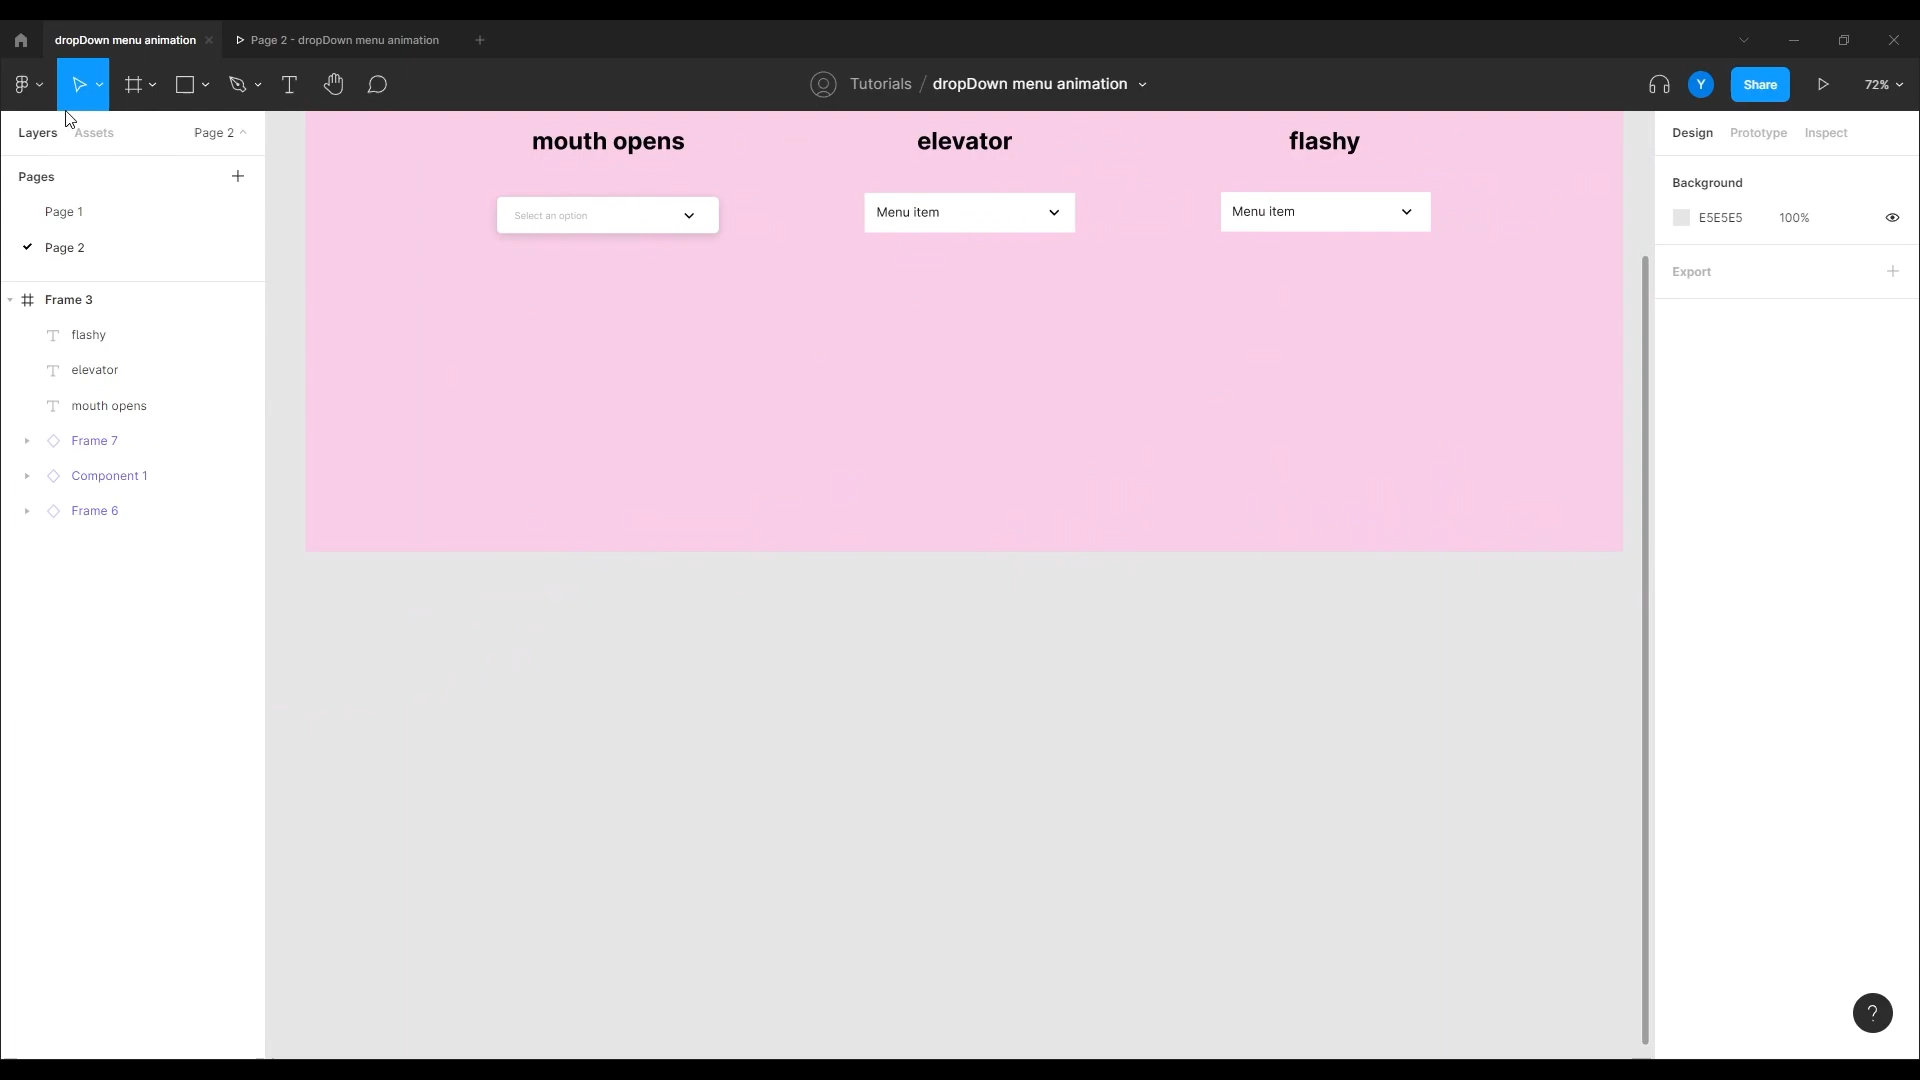 dropDown menu animation
Page 2 - dropDown menu animation
Tutorials / dropDown menu animation
Y
Share
72%
Layers
Assets
Page 2
Pages
Page 1
Page 2
Frame 3
flashy
elevator
mouth opens
Frame 7
Component 1
Frame 6
mouth opens
elevator
flashy
Select an option
Menu item
Menu item
Design
Prototype
Inspect
Background
E5E5E5
100%
Export
?